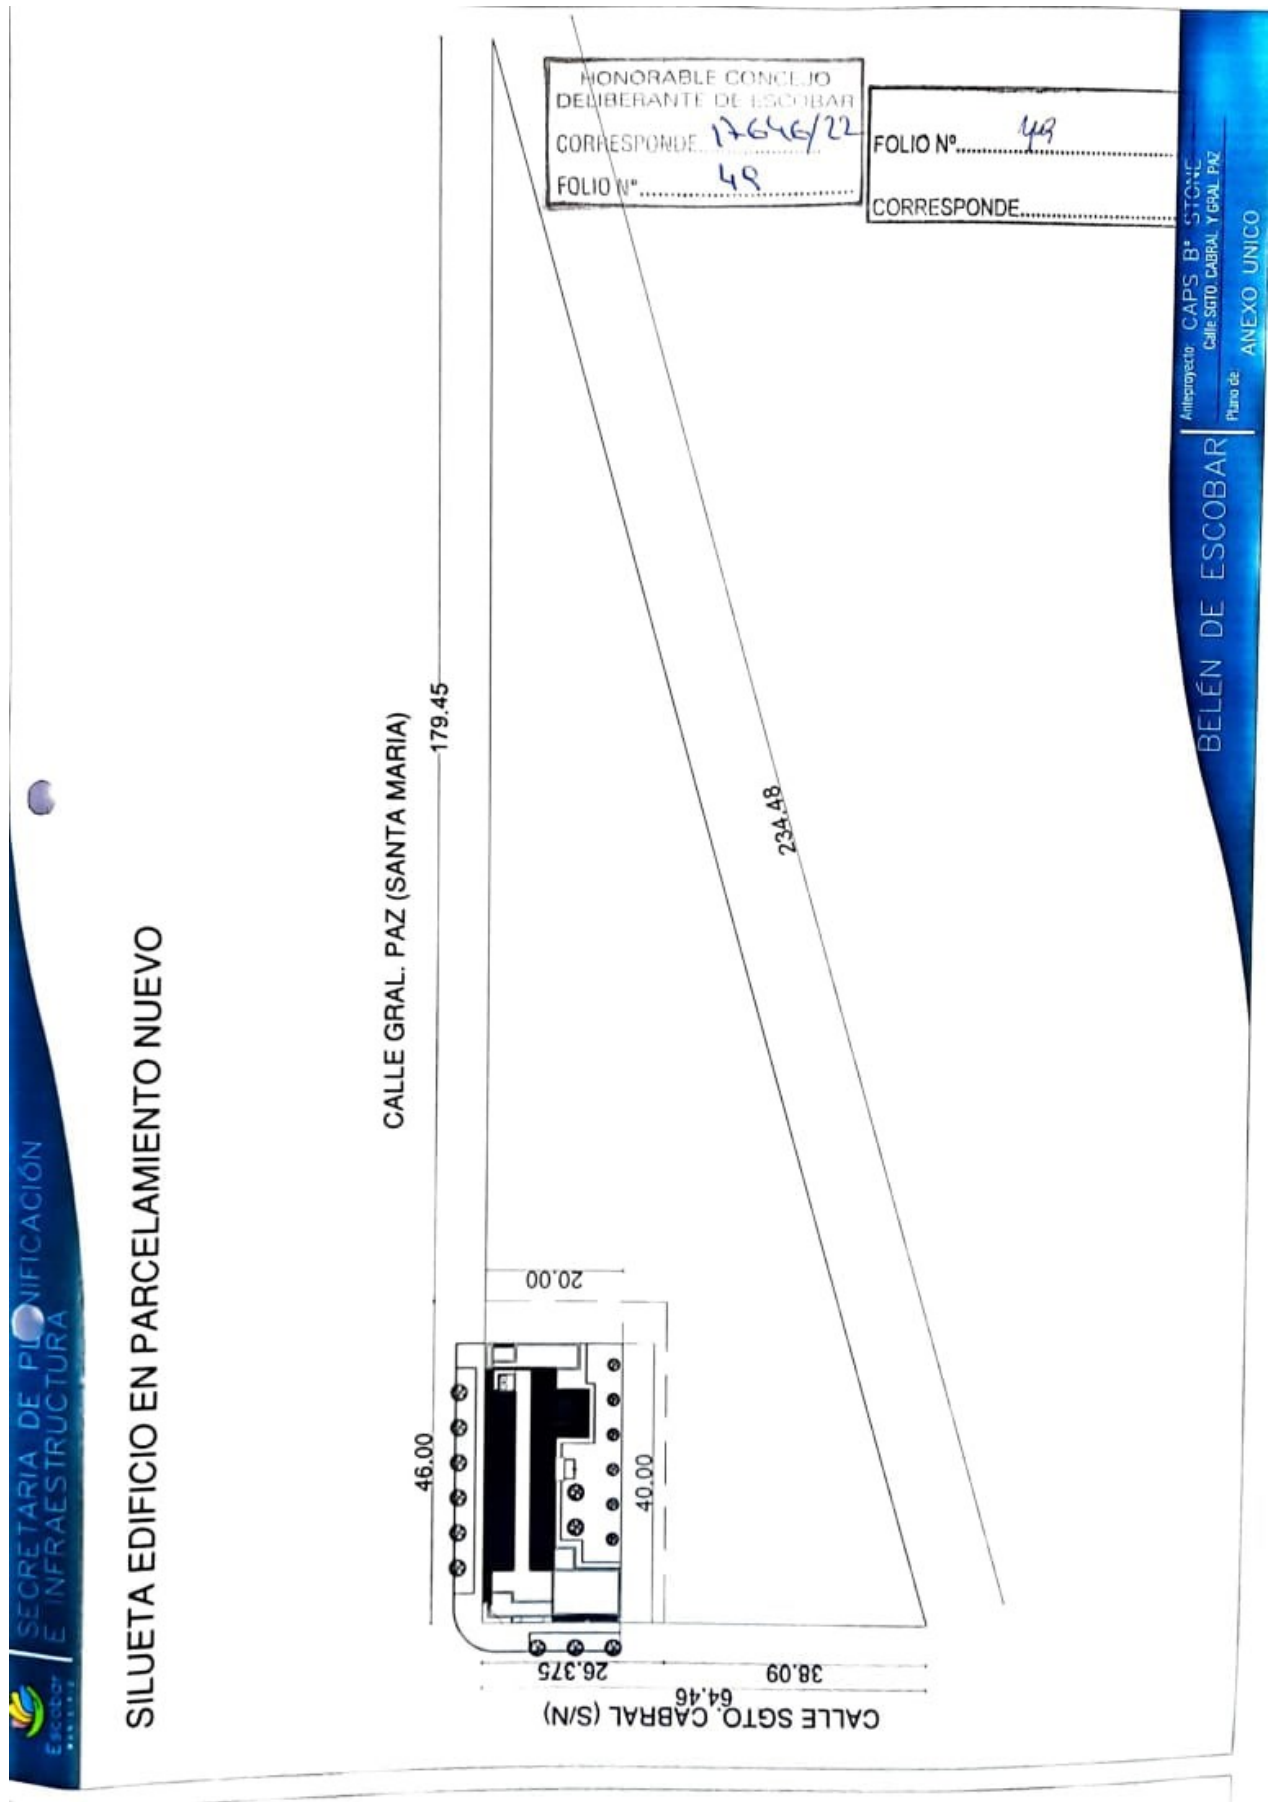 SECRETARIA DE PLANIFICACIÓN
E INFRAESTRUCTURA
Escobar
SILUETA EDIFICIO EN PARCELAMIENTO NUEVO
CALLE GRAL. PAZ (SANTA MARIA)
179.45
46.00
20.00
40.00
234.48
26.375
38.09
64.46
CALLE SGTO. CABRAL (S/N)
HONORABLE CONCEJO
DELIBERANTE DE ESCOBAR
CORRESPONDE 17646/22
FOLIO Nº 49
FOLIO Nº
CORRESPONDE
BELÉN DE ESCOBAR
Anteproyecto: CAPS Bº STONE
Calle SGTO. CABRAL Y GRAL. PAZ
Plano de: ANEXO UNICO